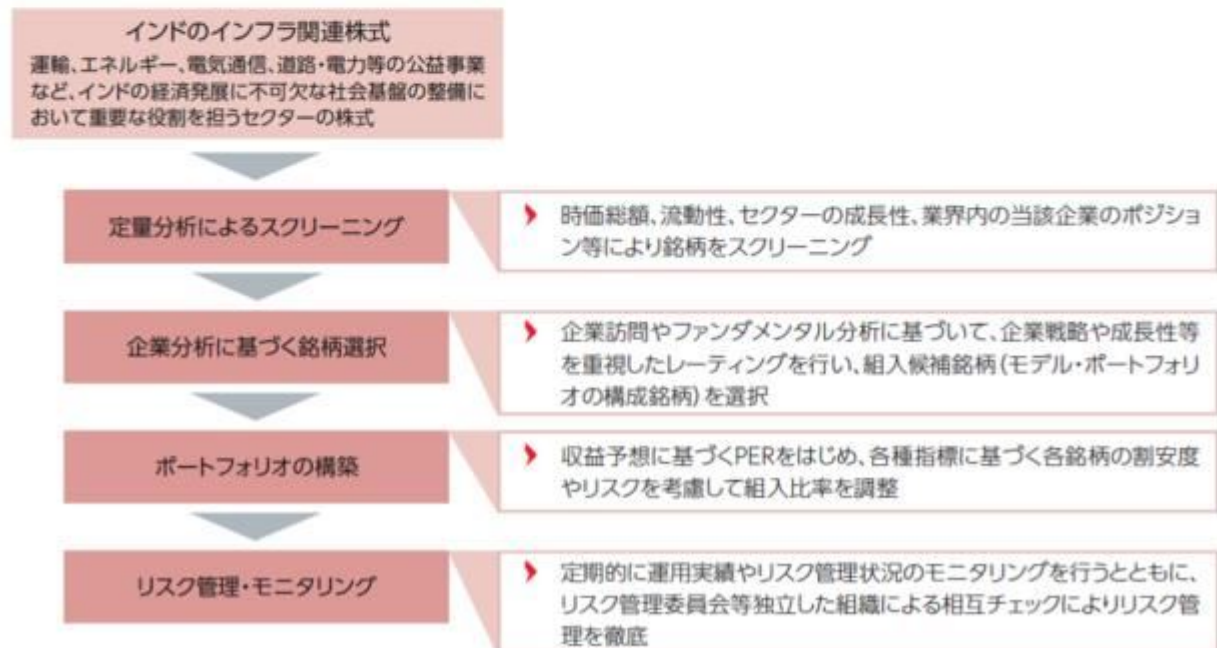 インドのインフラ関連株式
運輸、エネルギー、電気通信、道路・電力等の公益事業
など、インドの経済発展に不可欠な社会基盤の整備に
おいて重要な役割を担うセクターの株式
定量分析によるスクリーニング
時価総額、流動性、セクターの成長性、業界内の当該企業のポジショ
ン等により銘柄をスクリーニング
企業分析に基づく銘柄選択
企業訪問やファンダメンタル分析に基づいて、企業戦略や成長性等
を重視したレーティングを行い、組入候補銘柄(モデル・ポートフォリ
オの構成銘柄)を選択
ポートフォリオの構築
収益予想に基づくPERをはじめ、各種指標に基づく各銘柄の割安度
やリスクを考慮して組入比率を調整
リスク管理・モニタリング
定期的に運用実績やリスク管理状況のモニタリングを行うとともに、
リスク管理委員会等独立した組織による相互チェックによりリスク管
理を徹底